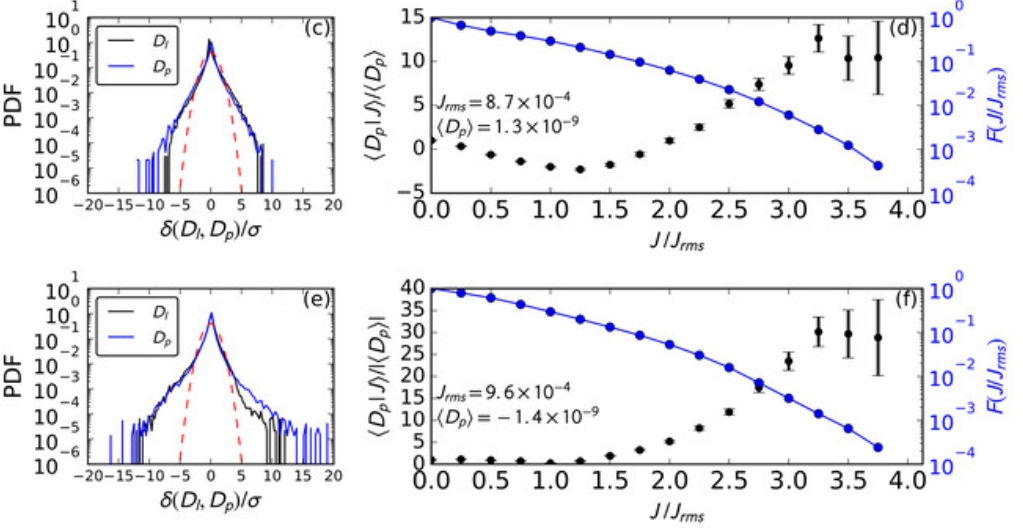 (c)
D_l
D_p
PDF
10^1
10^0
10^-1
10^-2
10^-3
10^-4
10^-5
10^-6
-20 -15 -10 -5 0 5 10 15 20
δ(D_l, D_p)/σ
(d)
⟨D_p|J⟩/⟨D_p⟩
15
10
5
0
-5
J_rms = 8.7×10^-4
⟨D_p⟩ = 1.3×10^-9
0.0 0.5 1.0 1.5 2.0 2.5 3.0 3.5 4.0
J/J_rms
10^0
10^-1
10^-2
10^-3
10^-4
F(J/J_rms)
(e)
D_l
D_p
PDF
10^1
10^0
10^-1
10^-2
10^-3
10^-4
10^-5
10^-6
-20 -15 -10 -5 0 5 10 15 20
δ(D_l, D_p)/σ
(f)
⟨D_p|J⟩/|⟨D_p⟩|
40
35
30
25
20
15
10
5
0
J_rms = 9.6×10^-4
⟨D_p⟩ = -1.4×10^-9
0.0 0.5 1.0 1.5 2.0 2.5 3.0 3.5 4.0
J/J_rms
10^0
10^-1
10^-2
10^-3
10^-4
F(J/J_rms)